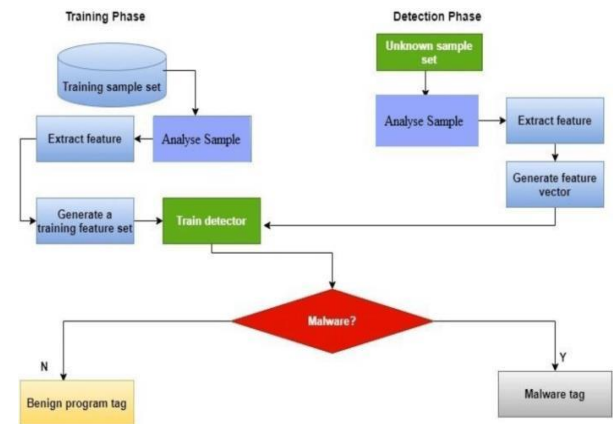 Training Phase
Detection Phase
Training sample set
Unknown sample
set
Extract feature
Analyse Sample
Analyse Sample
Extract feature
Generate a
training feature set
Train detector
Generate feature
vector
Malware?
N
Y
Benign program tag
Malware tag